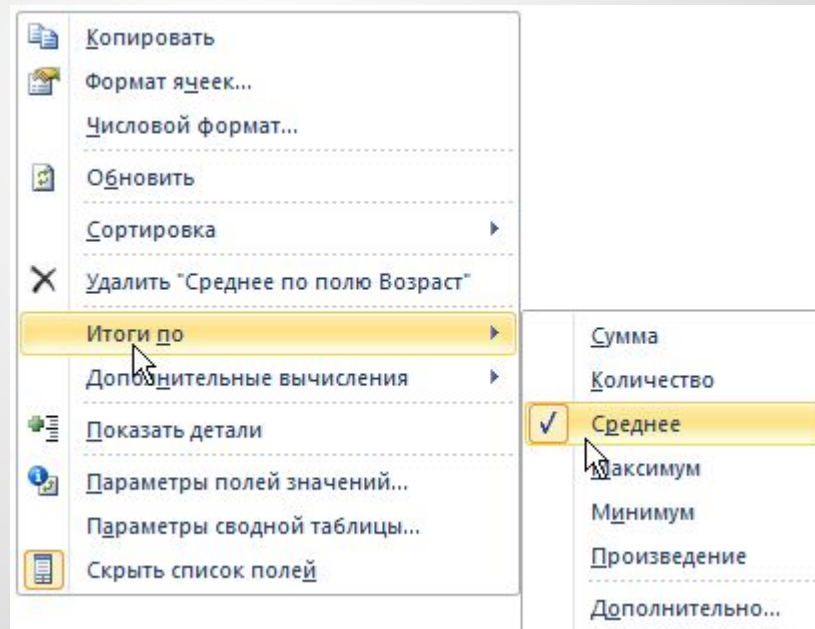 Копировать
Формат ячеек...
Числовой формат...
Обновить
Сортировка
Удалить "Среднее по полю Возраст"
Итоги по
Дополнительные вычисления
Показать детали
Параметры полей значений...
Параметры сводной таблицы...
Скрыть список полей
Сумма
Количество
Среднее
Максимум
Минимум
Произведение
Дополнительно...